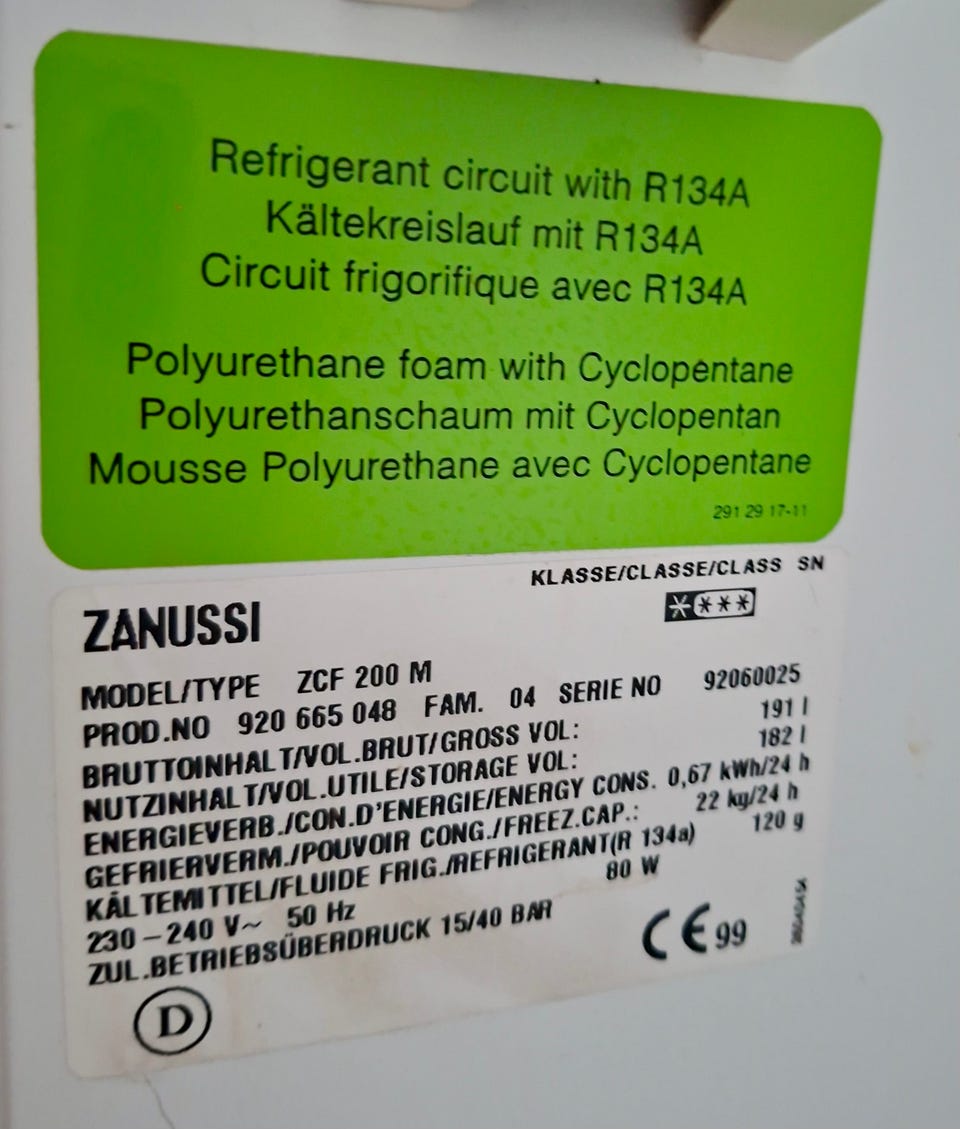 Refrigerant circuit with R134A
Kältekreislauf mit R134A
Circuit frigorifique avec R134A
Polyurethane foam with Cyclopentane
Polyurethanschaum mit Cyclopentan
Mousse Polyurethane avec Cyclopentane
291 29 17-11
KLASSE/CLASSE/CLASS SN
ZANUSSI
MODEL/TYPE ZCF 200 M
PROD.NO 920 665 048 FAM. 04 SERIE NO 92060025
BRUTTOINHALT/VOL.BRUT/GROSS VOL: 191 l
NUTZINHALT/VOL.UTILE/STORAGE VOL: 182 l
ENERGIEVERB./CON.D'ENERGIE/ENERGY CONS. 0,67 kWh/24 h
GEFRIERVERM./POUVOIR CONG./FREEZ.CAP.: 22 kg/24 h
KÄLTEMITTEL/FLUIDE FRIG./REFRIGERANT(R 134a) 120 g
230 – 240 V~ 50 Hz 80 W
ZUL.BETRIEBSÜBERDRUCK 15/40 BAR
CE 99
D